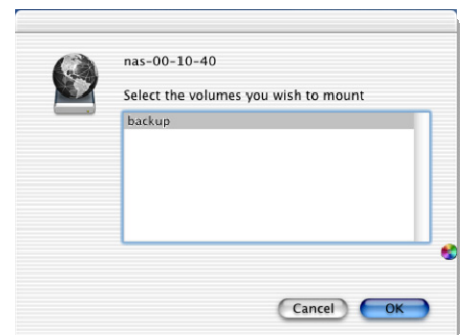 nas-00-10-40
Select the volumes you wish to mount
backup
Cancel OK